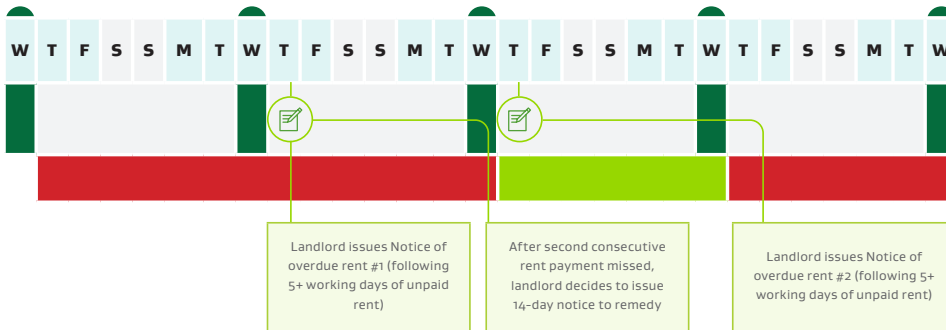 W T F S S M T W T F S S M T W T F S S M T W T F S S M T W
Landlord issues Notice of
overdue rent #1 (following
5+ working days of unpaid
rent)
After second consecutive
rent payment missed,
landlord decides to issue
14-day notice to remedy
Landlord issues Notice of
overdue rent #2 (following 5+
working days of unpaid rent)